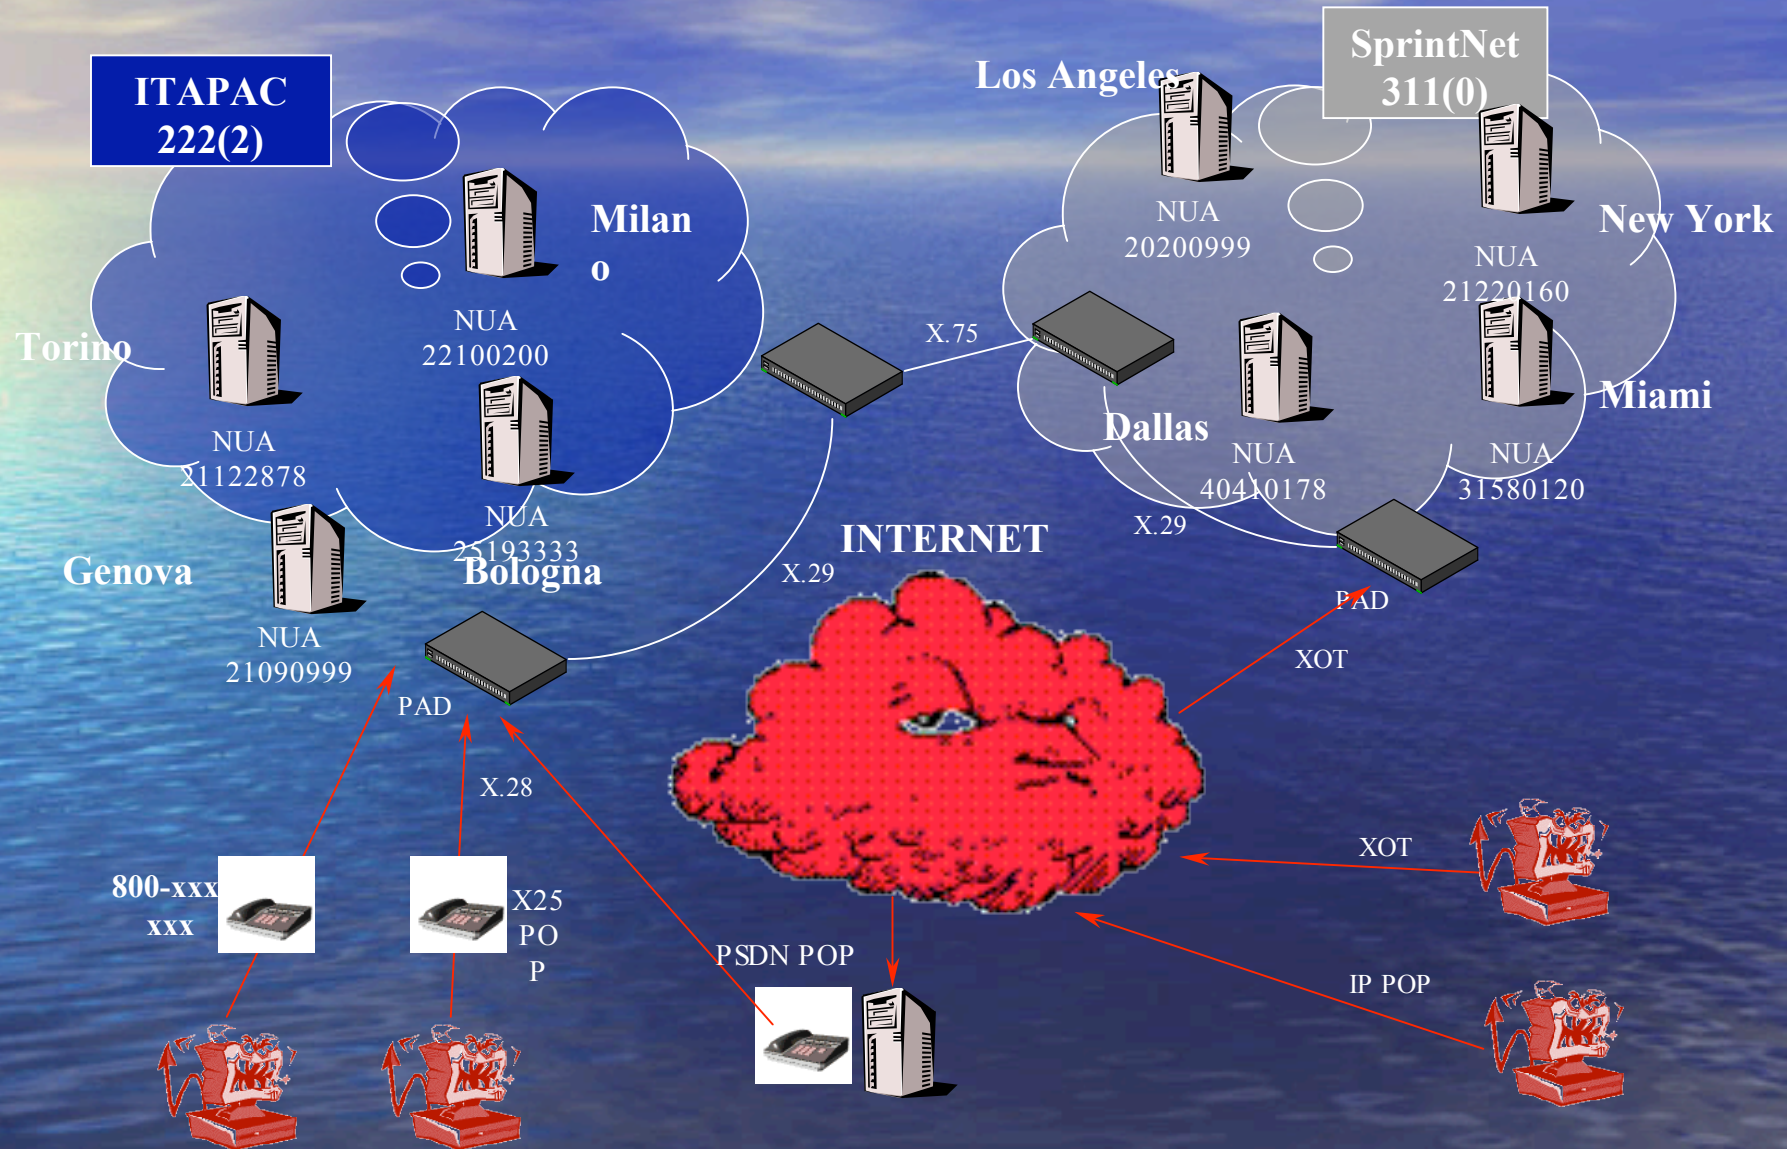 ITAPAC
222(2)
Los Angeles
SprintNet
311(0)
Milan
o
NUA
22100200
Torino
NUA
21122878
NUA
25193333
Bologna
Genova
NUA
21090999
PAD
NUA
20200999
New York
NUA
21220160
X.75
Dallas
NUA
40410178
Miami
NUA
31580120
X.29
X.29
INTERNET
PAD
XOT
X.28
800-xxx
xxx
X25
PO
P
PSDN POP
XOT
IP POP